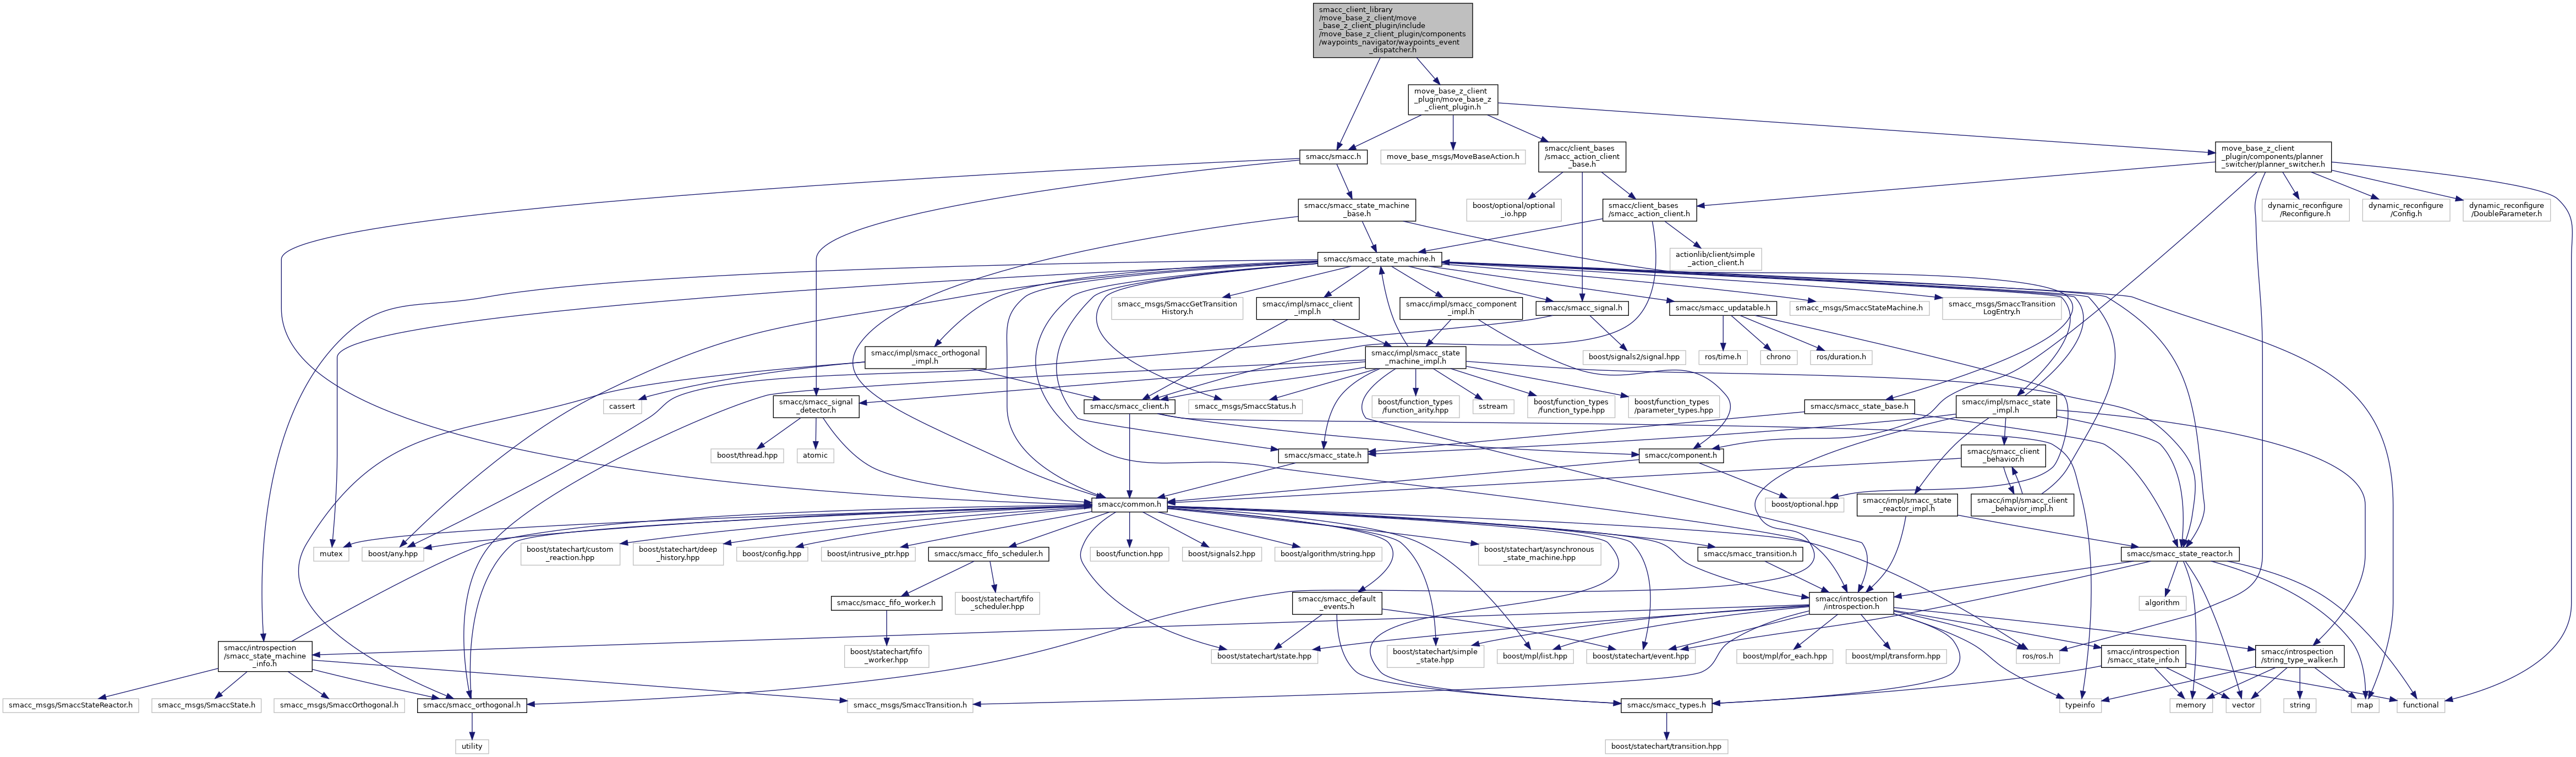 smacc_client_library
/move_base_z_client/move
_base_z_client_plugin/include
/move_base_z_client_plugin/components
/waypoints_navigator/waypoints_event
_dispatcher.h
move_base_z_client
_plugin/move_base_z
_client_plugin.h
smacc/smacc.h
move_base_msgs/MoveBaseAction.h
smacc/client_bases
/smacc_action_client
_base.h
move_base_z_client
_plugin/components/planner
_switcher/planner_switcher.h
smacc/smacc_state_machine
_base.h
boost/optional/optional
_io.hpp
smacc/client_bases
/smacc_action_client.h
dynamic_reconfigure
/Reconfigure.h
dynamic_reconfigure
/Config.h
dynamic_reconfigure
/DoubleParameter.h
smacc/smacc_state_machine.h
actionlib/client/simple
_action_client.h
smacc_msgs/SmaccGetTransition
History.h
smacc/impl/smacc_client
_impl.h
smacc/impl/smacc_component
_impl.h
smacc/smacc_signal.h
smacc/smacc_updatable.h
smacc_msgs/SmaccStateMachine.h
smacc_msgs/SmaccTransition
LogEntry.h
smacc/impl/smacc_orthogonal
_impl.h
smacc/impl/smacc_state
_machine_impl.h
boost/signals2/signal.hpp
ros/time.h
chrono
ros/duration.h
cassert
smacc/smacc_signal
_detector.h
smacc/smacc_client.h
smacc_msgs/SmaccStatus.h
boost/function_types
/function_arity.hpp
sstream
boost/function_types
/function_type.hpp
boost/function_types
/parameter_types.hpp
smacc/smacc_state_base.h
smacc/impl/smacc_state
_impl.h
boost/thread.hpp
atomic
smacc/smacc_state.h
smacc/component.h
smacc/smacc_client
_behavior.h
smacc/common.h
boost/optional.hpp
smacc/impl/smacc_state
_reactor_impl.h
smacc/impl/smacc_client
_behavior_impl.h
mutex
boost/any.hpp
boost/statechart/custom
_reaction.hpp
boost/statechart/deep
_history.hpp
boost/config.hpp
boost/intrusive_ptr.hpp
smacc/smacc_fifo_scheduler.h
boost/function.hpp
boost/signals2.hpp
boost/algorithm/string.hpp
boost/statechart/asynchronous
_state_machine.hpp
smacc/smacc_transition.h
smacc/smacc_state_reactor.h
smacc/smacc_fifo_worker.h
boost/statechart/fifo
_scheduler.hpp
smacc/smacc_default
_events.h
smacc/introspection
/introspection.h
algorithm
smacc/introspection
/smacc_state_machine
_info.h
boost/statechart/fifo
_worker.hpp
boost/statechart/state.hpp
boost/statechart/simple
_state.hpp
boost/mpl/list.hpp
boost/statechart/event.hpp
boost/mpl/for_each.hpp
boost/mpl/transform.hpp
ros/ros.h
smacc/introspection
/smacc_state_info.h
smacc/introspection
/string_type_walker.h
smacc_msgs/SmaccStateReactor.h
smacc_msgs/SmaccState.h
smacc_msgs/SmaccOrthogonal.h
smacc/smacc_orthogonal.h
smacc_msgs/SmaccTransition.h
smacc/smacc_types.h
typeinfo
memory
vector
string
map
functional
utility
boost/statechart/transition.hpp